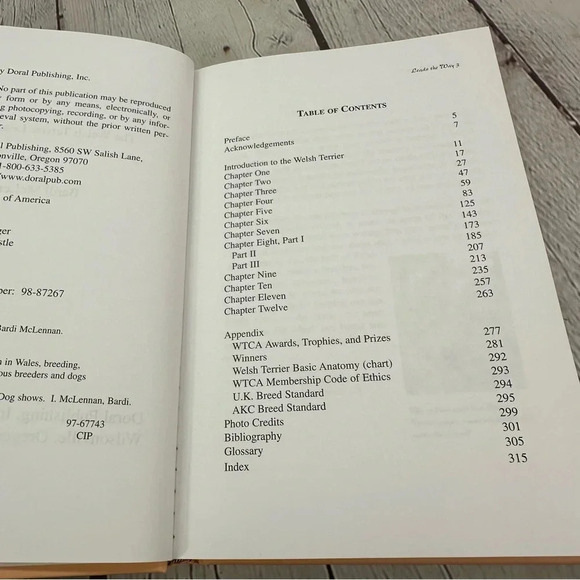 y Doral Publishing, Inc.
No part of this publication may be reproduced
form or by any means, electronically, or
ng photocopying, recording, or by any infor-
eval system, without the prior written per-
l Publishing, 8560 SW Salish Lane,
onville, Oregon 97070
1-800-633-5385
/www.doralpub.com
of America
ger
stle
ber: 98-87267
Bardi McLennan.
n in Wales, breeding,
ous breeders and dogs
Dog shows. I. McLennan, Bardi.
97-67743
CIP
Leads the Way 3
TABLE OF CONTENTS
Preface 5
Acknowledgements 7
Introduction to the Welsh Terrier 11
Chapter One 17
Chapter Two 27
Chapter Three 47
Chapter Four 59
Chapter Five 83
Chapter Six 125
Chapter Seven 143
Chapter Eight, Part I 173
Part II 185
Part III 207
Chapter Nine 213
Chapter Ten 235
Chapter Eleven 257
Chapter Twelve 263
Appendix
WTCA Awards, Trophies, and Prizes 277
Winners 281
Welsh Terrier Basic Anatomy (chart) 292
WTCA Membership Code of Ethics 293
U.K. Breed Standard 294
AKC Breed Standard 295
Photo Credits 299
Bibliography 301
Glossary 305
Index 315